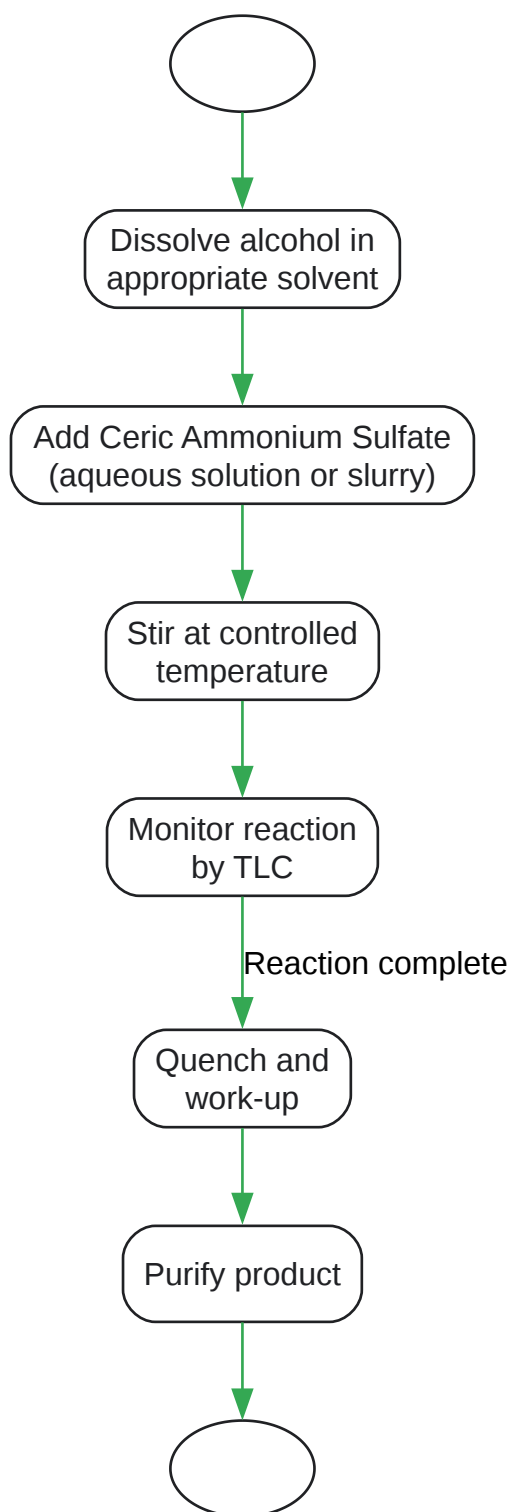 Dissolve alcohol in
appropriate solvent
Add Ceric Ammonium Sulfate
(aqueous solution or slurry)
Stir at controlled
temperature
Monitor reaction
by TLC
Reaction complete
Quench and
work-up
Purify product